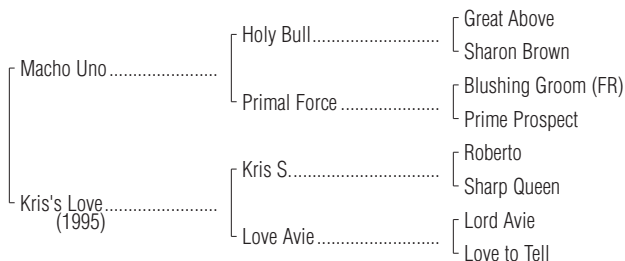 Great Above
Holy Bull
Sharon Brown
Macho Uno
Blushing Groom (FR)
Primal Force
Prime Prospect
Roberto
Kris S.
Sharp Queen
Kris's Love
(1995)
Lord Avie
Love Avie
Love to Tell